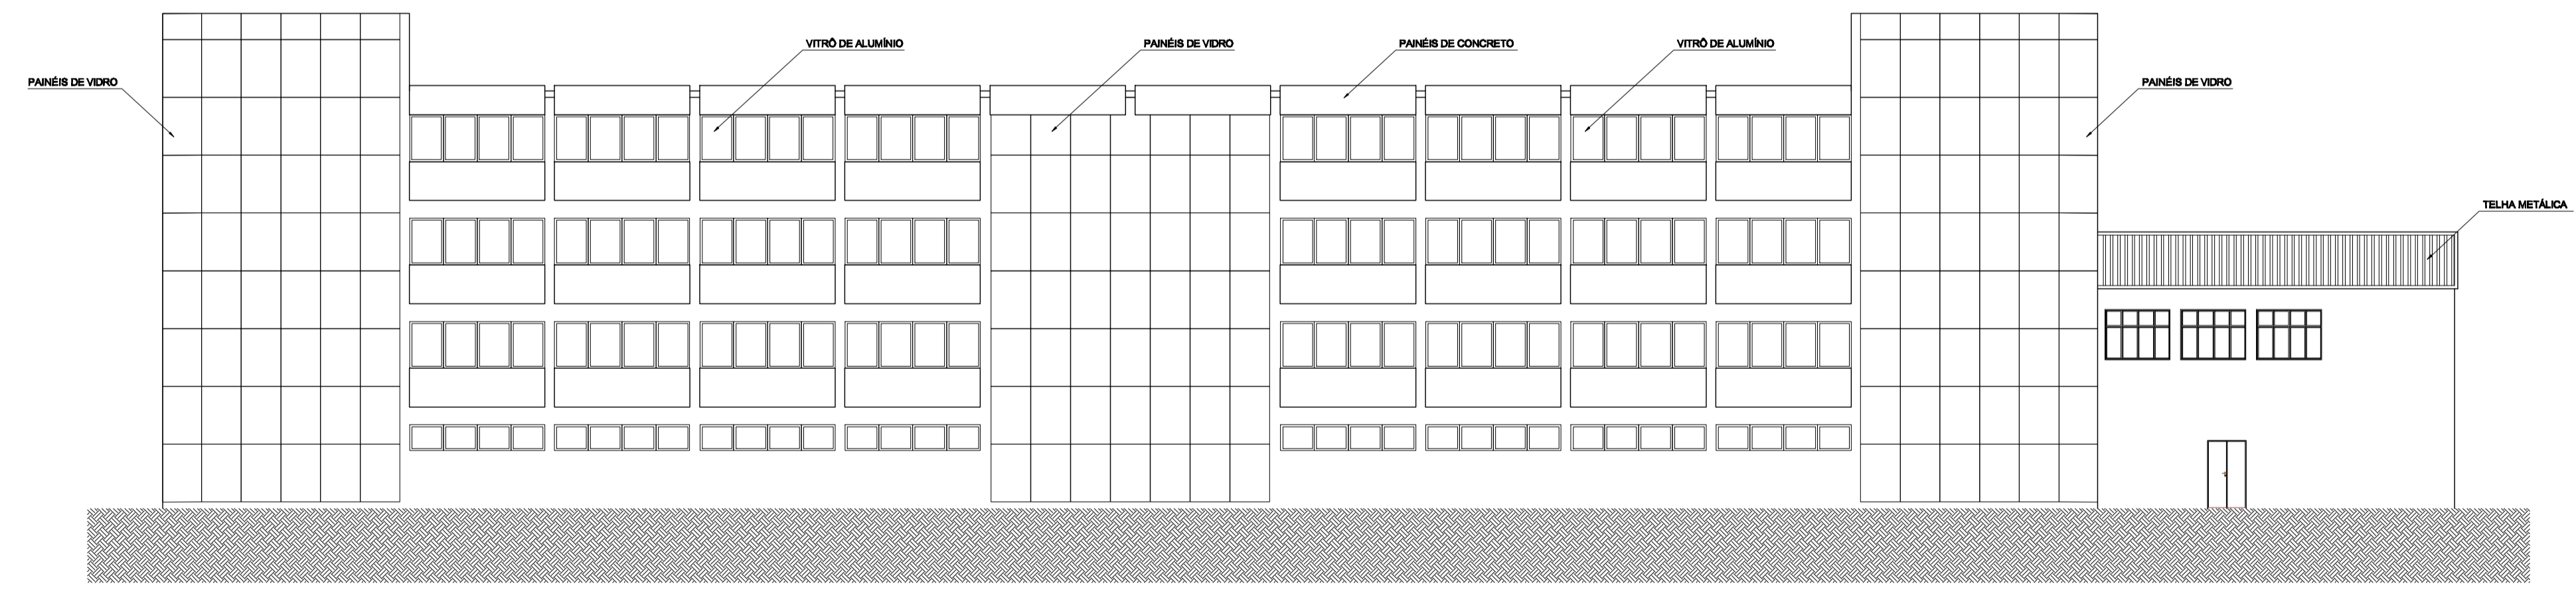 VITRÔ DE ALUMÍNIO
PAINÉIS DE VIDRO
PAINÉIS DE CONCRETO
VITRÔ DE ALUMÍNIO
PAINÉIS DE VIDRO
PAINÉIS DE VIDRO
TELHA METÁLICA